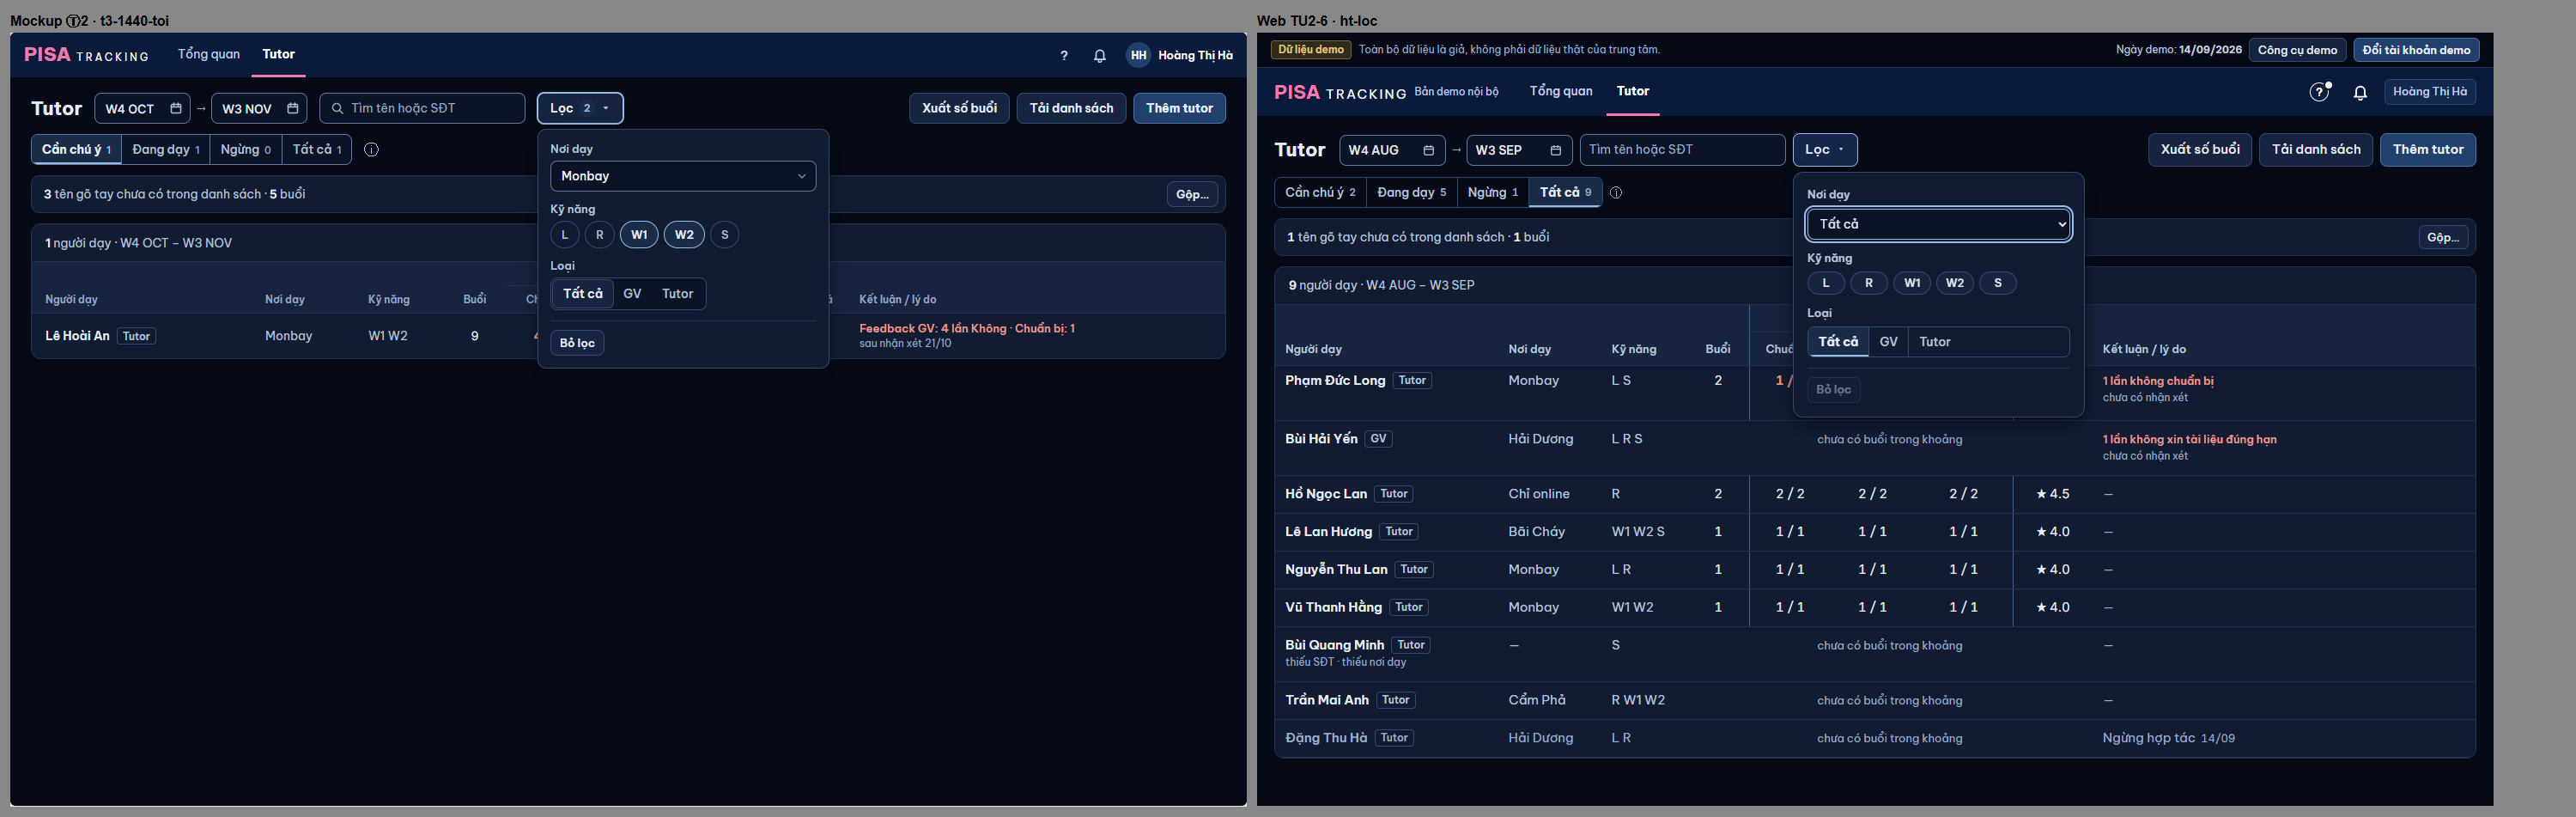 Mockup Ⓣ2 · t3-1440-toi
PISA TRACKING Tổng quan Tutor ? HH Hoàng Thị Hà
Tutor W4 OCT → W3 NOV Tìm tên hoặc SĐT Lọc 2 Xuất số buổi Tải danh sách Thêm tutor
Cần chú ý 1 Đang dạy 1 Ngừng 0 Tất cả 1
3 tên gõ tay chưa có trong danh sách · 5 buổi Gộp...
1 người dạy · W4 OCT – W3 NOV
Người dạy Nơi dạy Kỹ năng Buổi Kết luận / lý do
Lê Hoài An Tutor Monbay W1 W2 9 Feedback GV: 4 lần Không · Chuẩn bị: 1
sau nhận xét 21/10
Nơi dạy
Monbay
Kỹ năng
L R W1 W2 S
Loại
Tất cả GV Tutor
Bỏ lọc
Web TU2-6 · ht-loc
Dữ liệu demo Toàn bộ dữ liệu là giả, không phải dữ liệu thật của trung tâm. Ngày demo: 14/09/2026 Công cụ demo Đổi tài khoản demo
PISA TRACKING Bản demo nội bộ Tổng quan Tutor ? Hoàng Thị Hà
Tutor W4 AUG → W3 SEP Tìm tên hoặc SĐT Lọc Xuất số buổi Tải danh sách Thêm tutor
Cần chú ý 2 Đang dạy 5 Ngừng 1 Tất cả 9
1 tên gõ tay chưa có trong danh sách · 1 buổi Gộp...
9 người dạy · W4 AUG – W3 SEP
Người dạy Nơi dạy Kỹ năng Buổi Kết luận / lý do
Phạm Đức Long Tutor Monbay L S 2 1 / 1 lần không chuẩn bị
chưa có nhận xét
Bùi Hải Yến GV Hải Dương L R S chưa có buổi trong khoảng 1 lần không xin tài liệu đúng hạn
chưa có nhận xét
Hồ Ngọc Lan Tutor Chỉ online R 2 2 / 2 2 / 2 2 / 2 ★ 4.5 —
Lê Lan Hương Tutor Bãi Cháy W1 W2 S 1 1 / 1 1 / 1 1 / 1 ★ 4.0 —
Nguyễn Thu Lan Tutor Monbay L R 1 1 / 1 1 / 1 1 / 1 ★ 4.0 —
Vũ Thanh Hằng Tutor Monbay W1 W2 1 1 / 1 1 / 1 1 / 1 ★ 4.0 —
Bùi Quang Minh Tutor — S chưa có buổi trong khoảng —
thiếu SĐT · thiếu nơi dạy
Trần Mai Anh Tutor Cẩm Phả R W1 W2 chưa có buổi trong khoảng —
Đặng Thu Hà Tutor Hải Dương L R chưa có buổi trong khoảng Ngừng hợp tác 14/09
Nơi dạy
Tất cả
Kỹ năng
L R W1 W2 S
Loại
Tất cả GV Tutor
Bỏ lọc